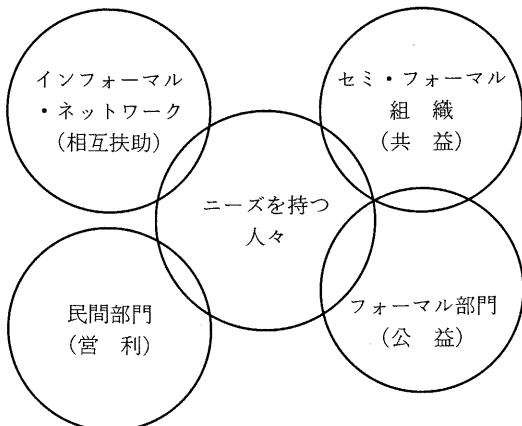 インフォーマル
・ネットワーク
(相互扶助)
セミ・フォーマル
組　織
(共　益)
ニーズを持つ
人々
民間部門
(営　利)
フォーマル部門
(公　益)